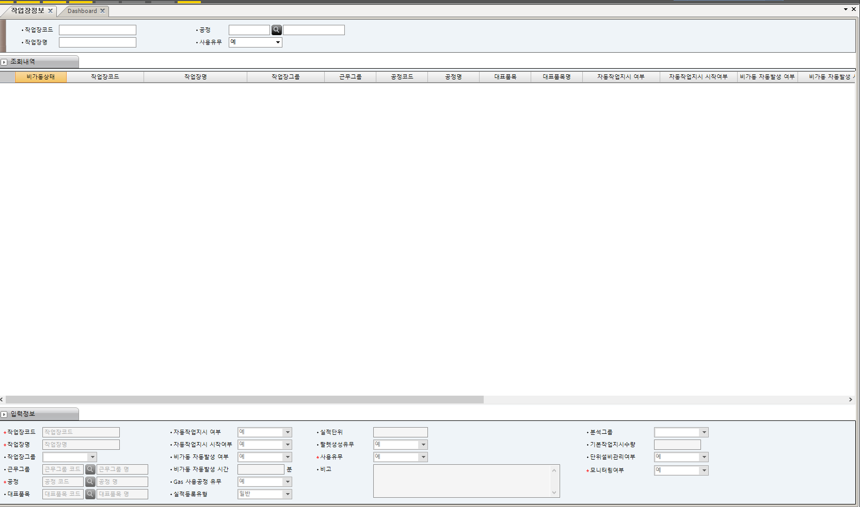 작업장정보 Dashboard
작업장코드 공정
작업장명 사용유무 예
조회내역
비가동상태 작업장코드 작업장명 작업장그룹 근무그룹 공정코드 공정명 대표품목 대표품목명 자동작업지시 여부 자동작업지시 시작여부 비가동 자동발생 여부 비가동 자동발생
입력정보
작업장코드 작업장코드 자동작업지시 여부 예 실적단위 분석그룹
작업장명 작업장명 자동작업지시 시작여부 예 팔렛생성유무 예 기본작업지시수량
작업장그룹 비가동 자동발생 여부 예 사용유무 예 단위설비관리여부 예
근무그룹 근무그룹 코드 근무그룹 명 비가동 자동발생 시간 분 비고 모니터링여부 예
공정 공정 코드 공정 명 Gas 사용공정 유무 예
대표품목 대표품목 코드 대표품목 명 실적등록유형 일반